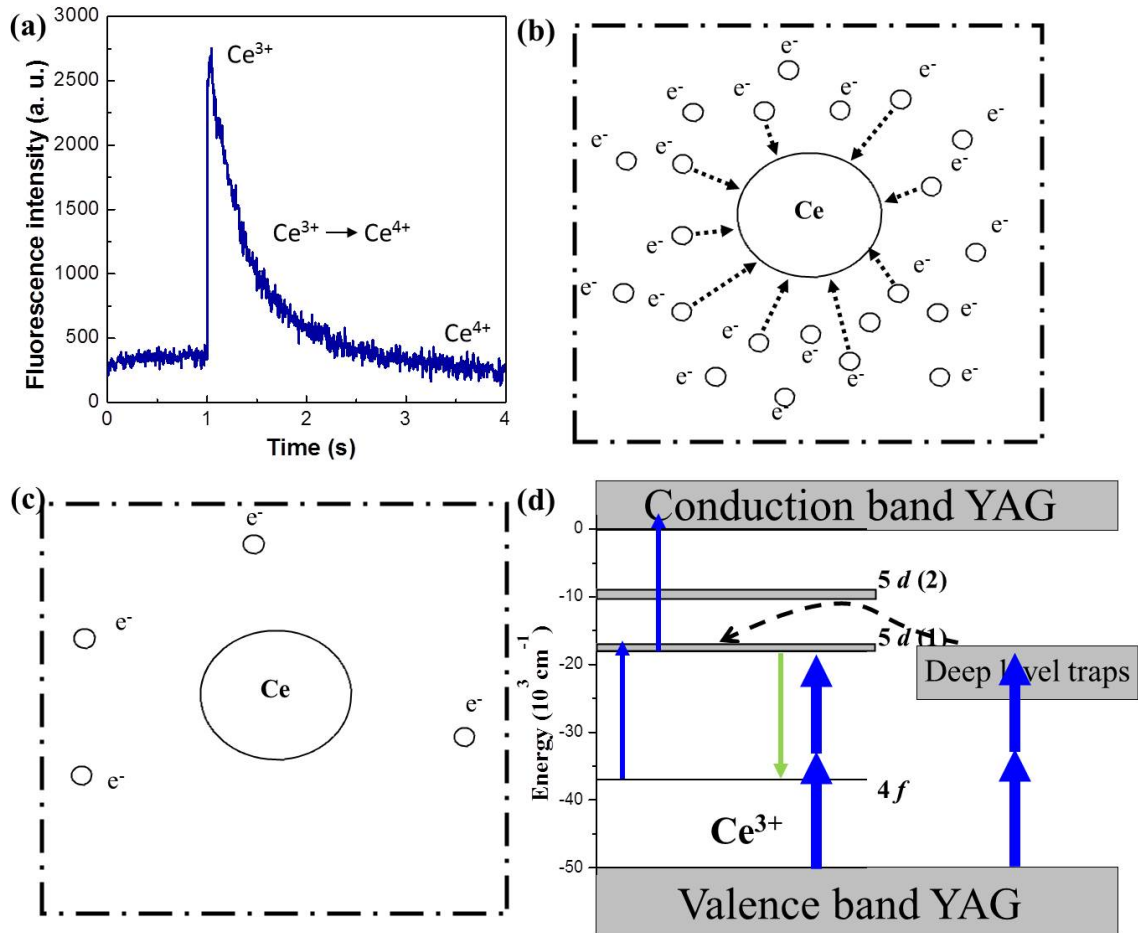 (a)
3000
2500
2000
1500
1000
500
0
Fluorescence intensity (a. u.)
Ce3+
Ce3+ → Ce4+
Ce4+
0 1 2 3 4
Time (s)
(b)
e-
e- e- e- e-
e- e- e-
e- e-
e- Ce
e- e-
e- e- e- e-
e- e- e-
e- e- e-
e-
(c)
e-
e-
Ce
e-
e-
(d)
Conduction band YAG
0
-10
-20
-30
-40
-50
Energy (10^3 cm^-1)
5 d (2)
5 d (1)
Deep level traps
4 f
Ce3+
Valence band YAG